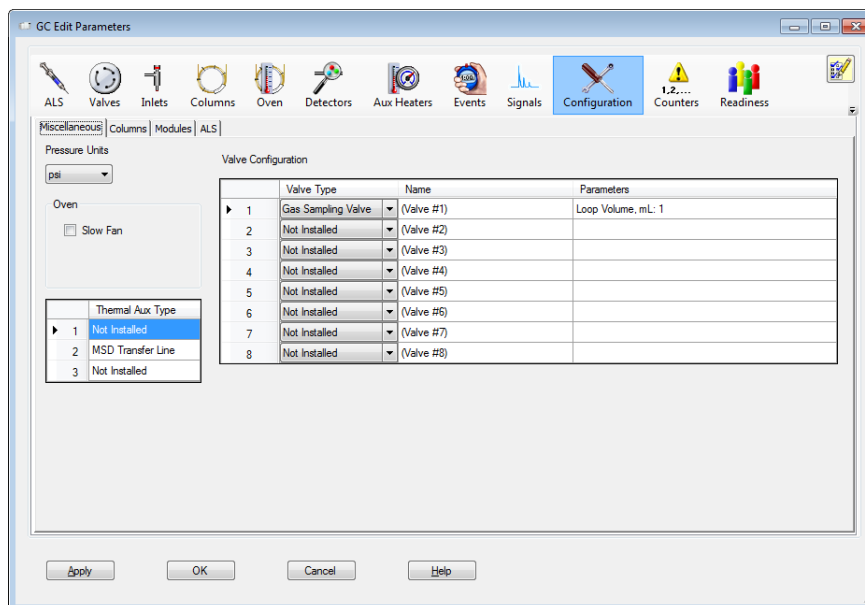 GC Edit Parameters
ALS Valves Inlets Columns Oven Detectors Aux Heaters Events Signals Configuration 1,2,... Counters Readiness
Miscellaneous Columns Modules ALS
Pressure Units
psi
Oven
Slow Fan
Thermal Aux Type
1 Not Installed
2 MSD Transfer Line
3 Not Installed
Valve Configuration
Valve Type Name Parameters
1 Gas Sampling Valve (Valve #1) Loop Volume, mL: 1
2 Not Installed (Valve #2)
3 Not Installed (Valve #3)
4 Not Installed (Valve #4)
5 Not Installed (Valve #5)
6 Not Installed (Valve #6)
7 Not Installed (Valve #7)
8 Not Installed (Valve #8)
Apply OK Cancel Help